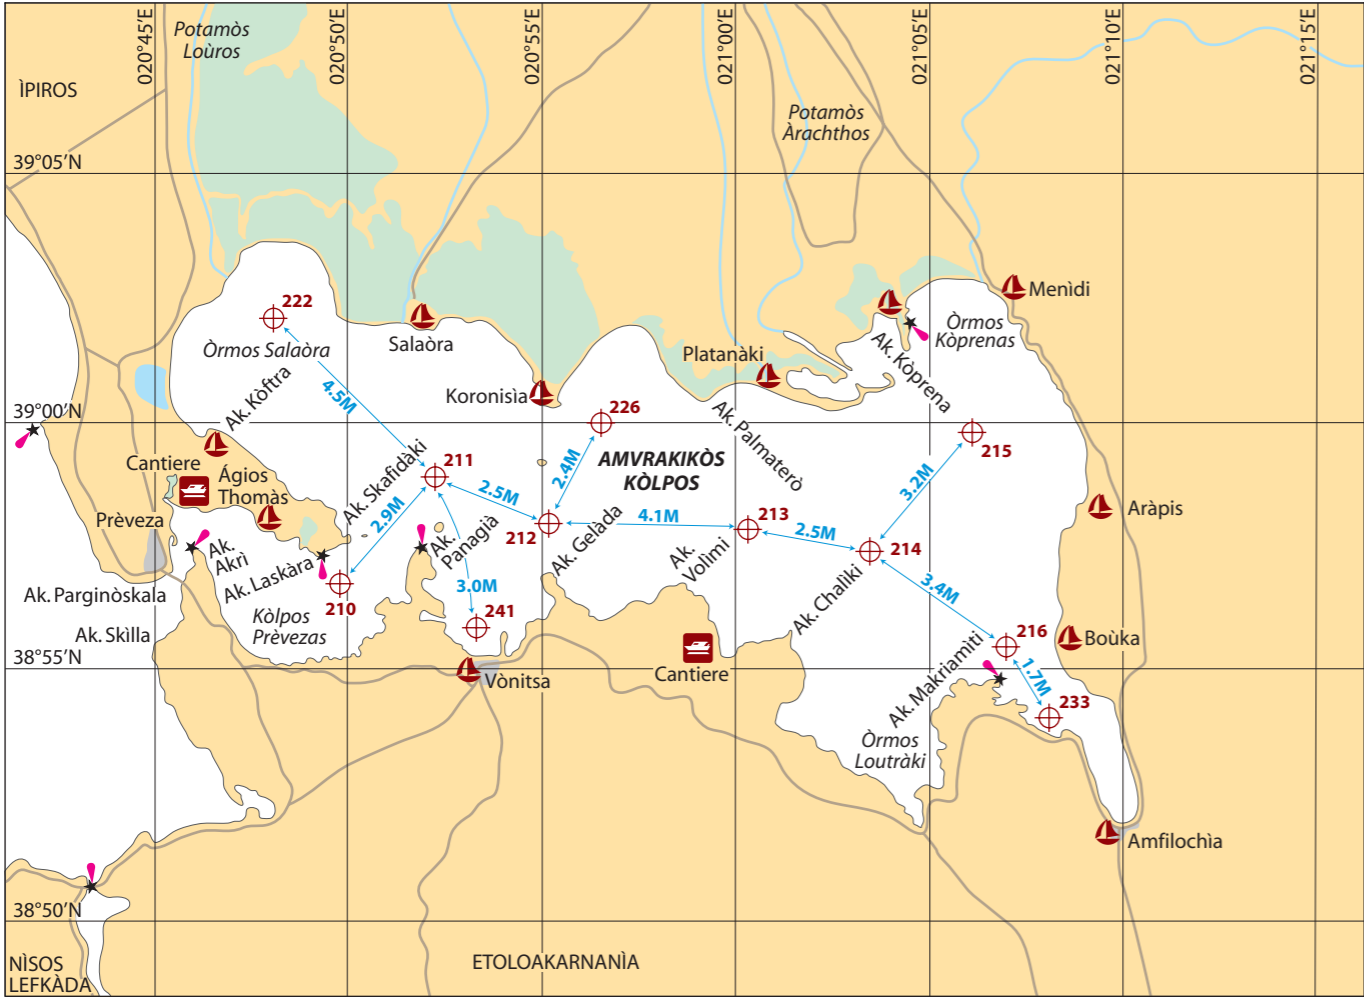 020°45'E
020°50'E
020°55'E
021°00'E
021°05'E
021°10'E
021°15'E
Potamòs
Loùros
ÌPIROS
Potamòs
Àrachthos
39°05'N
Menìdi
222
Òrmos
Kòprenas
Salaòra
Òrmos Salaòra
Platanàki
Ak. Kòprena
Ak. Kòftra
4.5M
Koronisìa
39°00'N
226
Ak. Palmaterò
215
AMVRAKIKÒS
KÒLPOS
Cantiere
Ágios
Thomàs
Ak. Skafidàki
211
2.4M
3.2M
2.5M
2.9M
Prèveza
Aràpis
4.1M
213
212
2.5M
214
Ak.
Akrì
Ak.
Panagià
Ak. Gelàda
Ak.
Volìmi
Ak. Laskàra
Ak. Chalìki
3.0M
3.4M
Ak. Parginòskala
210
241
Kòlpos
Prèvezas
216
Ak. Skìlla
Boùka
38°55'N
Vònitsa
Cantiere
Ak. Makriamìti
1.7M
233
Òrmos
Loutràki
Amfilochìa
38°50'N
NÌSOS
LEFKÀDA
ETOLOAKARNANÌA